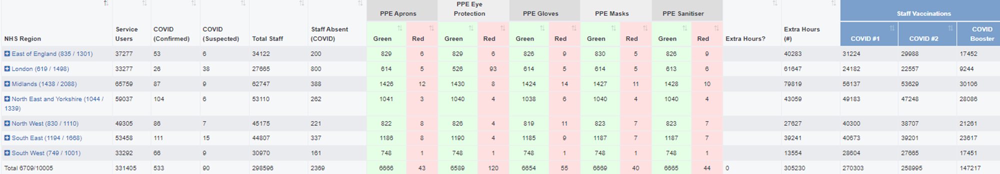 PPE Eye
PPE Aprons Protection PPE Gloves PPE Masks PPE Sanitiser Staff Vaccinations
Service COVID COVID Staff Absent Extra Hours COVID
NHS Region Users (Confirmed) (Suspected) Total Staff (COVID) Green Red Green Red Green Red Green Red Green Red Extra Hours? (#) COVID #1 COVID #2 Booster
East of England (835 / 1301) 37277 53 6 34122 200 829 6 829 6 826 9 830 5 826 9 40283 31224 29988 17452
London (619 / 1498) 33277 26 38 27665 800 614 5 526 93 614 5 614 5 613 6 61647 24182 22557 9244
Midlands (1438 / 2088) 65759 87 9 62747 388 1426 12 1430 8 1424 14 1427 11 1428 10 79819 56137 53629 30106
North East and Yorkshire (1044 / 59037 104 6 53110 262 1041 3 1040 4 1038 6 1040 4 1040 4 43059 49183 47248 28086
1339)
North West (830 / 1110) 49305 86 7 45175 221 822 8 826 4 819 11 823 7 823 7 27627 40300 38707 21261
South East (1194 / 1668) 53458 111 15 44807 337 1186 8 1190 4 1185 9 1187 7 1187 7 39241 40673 39201 23617
South West (749 / 1001) 33292 66 9 30970 161 748 1 748 1 748 1 748 1 748 1 13554 28604 27665 17451
Total 6709/10005 331405 533 90 298596 2369 6666 43 6589 120 6654 55 6669 40 6665 44 0 305230 270303 258995 147217